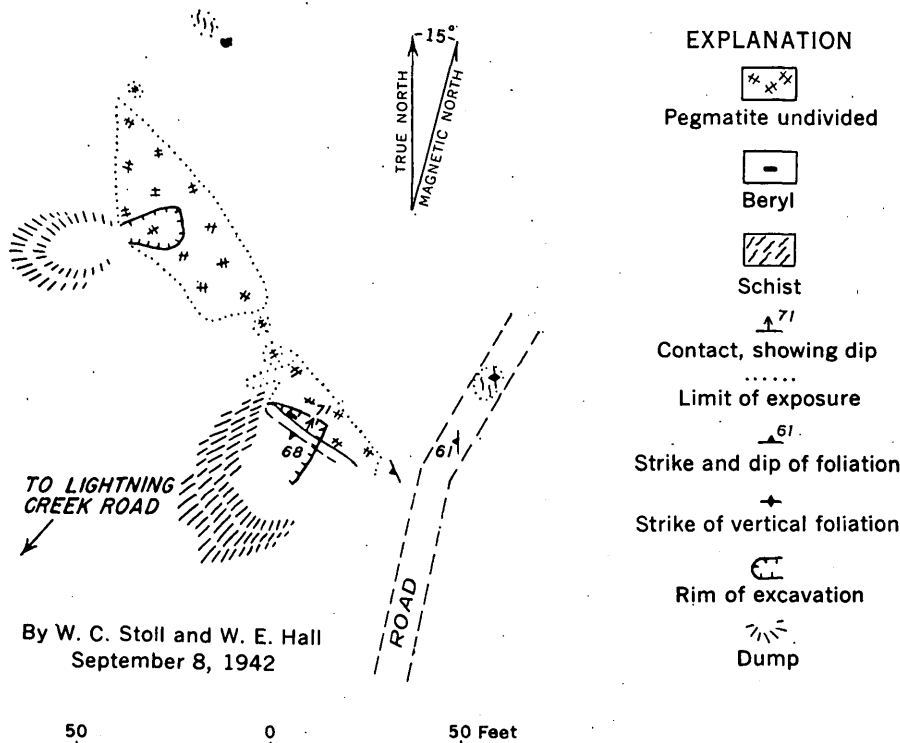 15°
TRUE NORTH
MAGNETIC NORTH
EXPLANATION
Pegmatite undivided
Beryl
Schist
71
Contact, showing dip
Limit of exposure
61
Strike and dip of foliation
Strike of vertical foliation
Rim of excavation
Dump
71
68
61
TO LIGHTNING
CREEK ROAD
ROAD
By W. C. Stoll and W. E. Hall
September 8, 1942
50 0 50 Feet